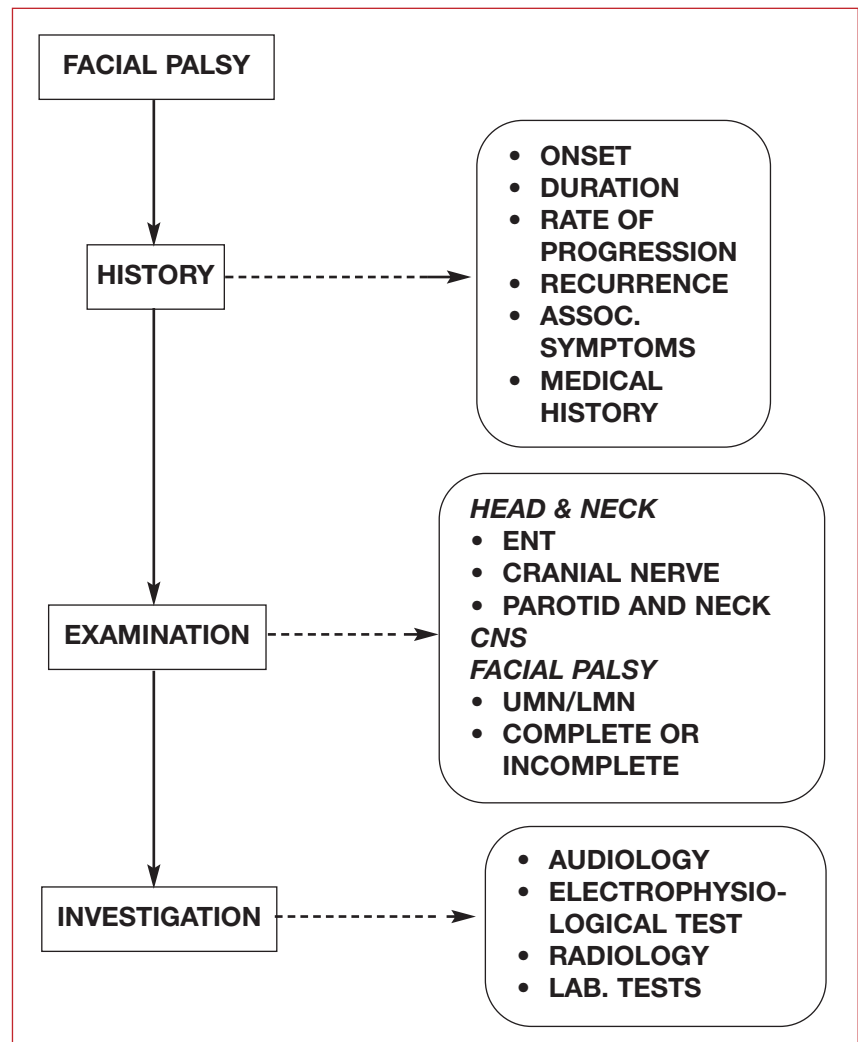 FACIAL PALSY
HISTORY
• ONSET
• DURATION
• RATE OF
PROGRESSION
• RECURRENCE
• ASSOC.
SYMPTOMS
• MEDICAL
HISTORY
EXAMINATION
HEAD & NECK
• ENT
• CRANIAL NERVE
• PAROTID AND NECK
CNS
FACIAL PALSY
• UMN/LMN
• COMPLETE OR
INCOMPLETE
INVESTIGATION
• AUDIOLOGY
• ELECTROPHYSIO-
LOGICAL TEST
• RADIOLOGY
• LAB. TESTS